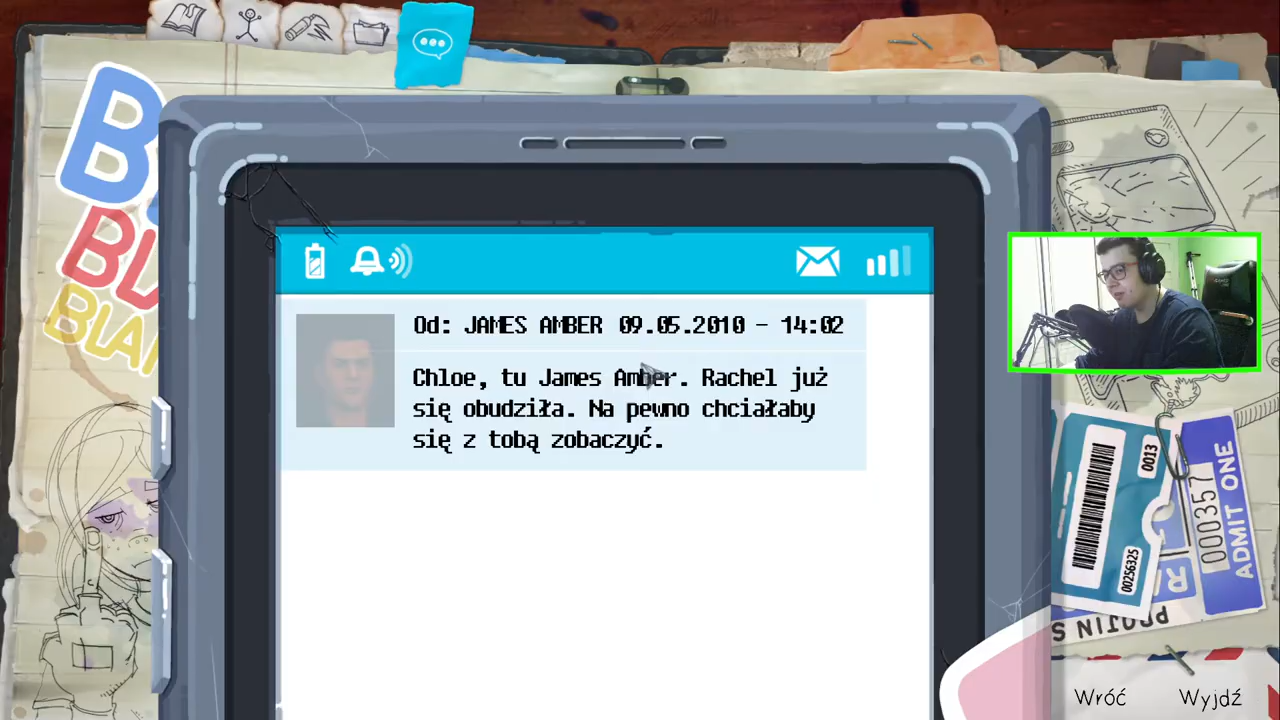 Od: JAMES AMBER 09.05.2010 - 14:02
Chloe, tu James Amber. Rachel już
się obudziła. Na pewno chciałaby
się z tobą zobaczyć.
0013
00256325
000357
ADMIT ONE
Wróć
Wyjdź